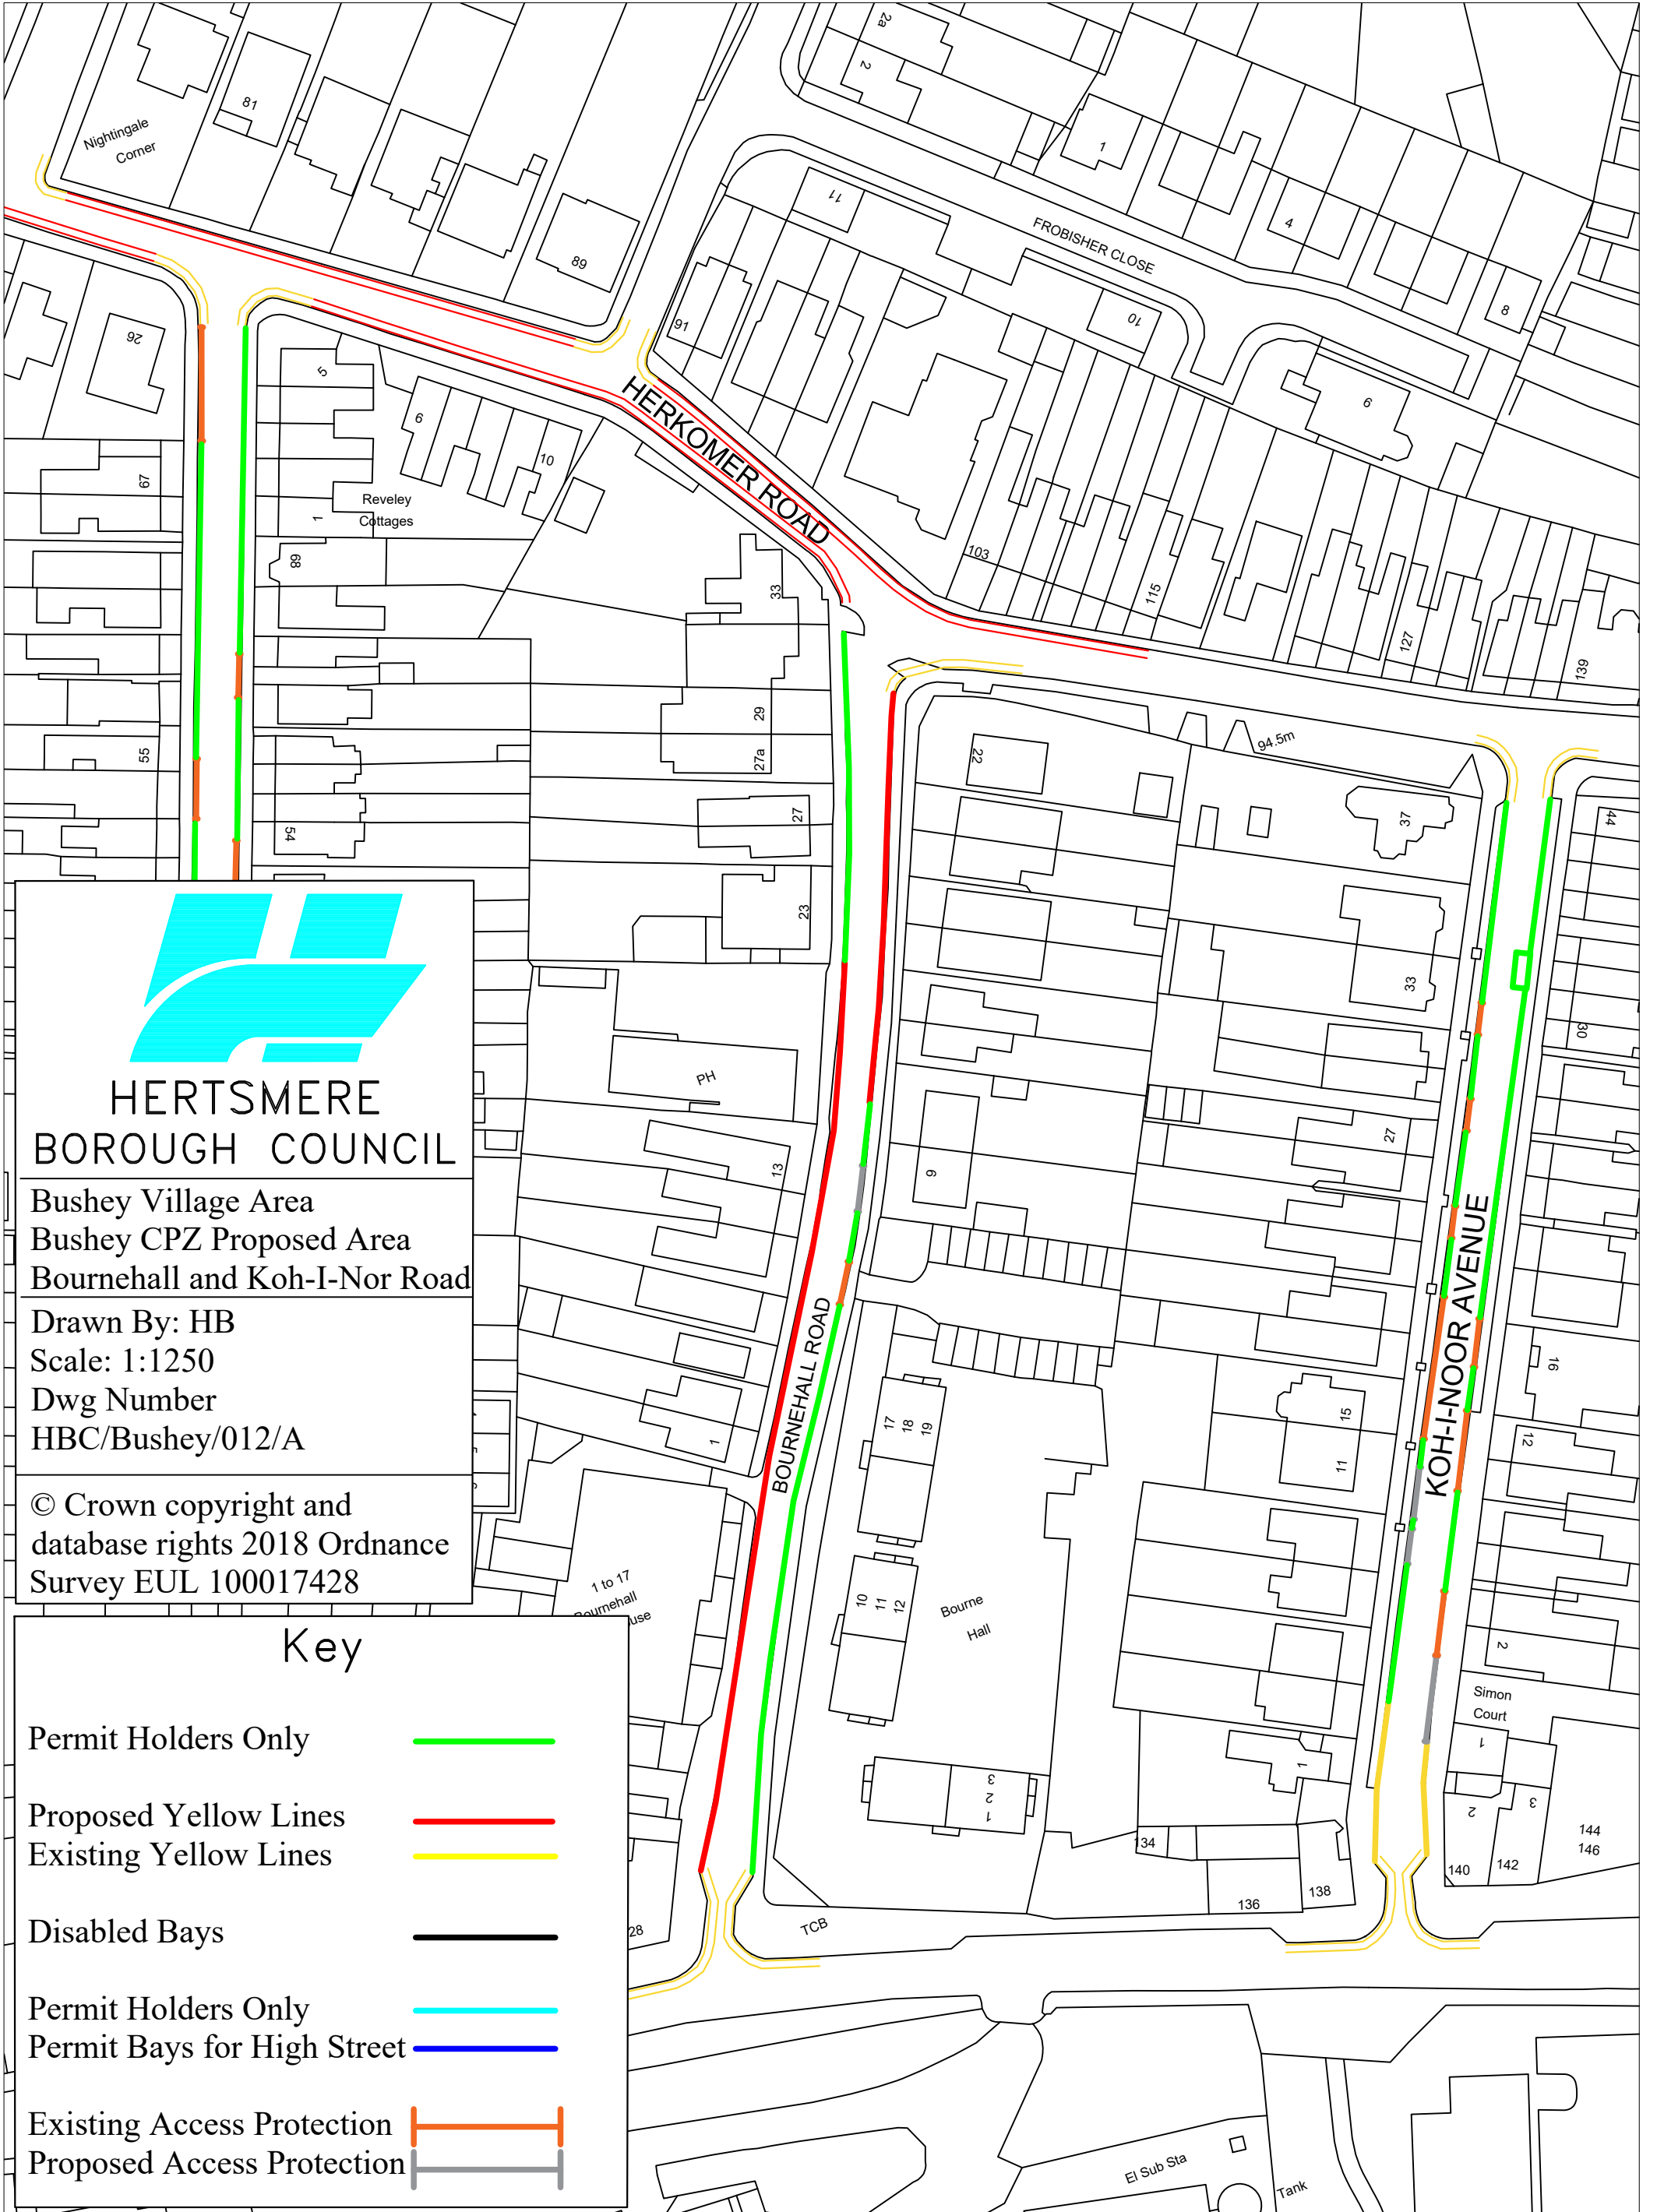 2a
2
81
Nightingale
Corner
1
11
FROBISHER CLOSE
4
89
8
10
91
26
5
HERKOMER ROAD
6
9
10
67
Reveley
Cottages
1
103
68
33
115
127
139
29
55
27a
22
94.5m
37
44
27
54
23
33
30
HERTSMERE
BOROUGH COUNCIL
PH
27
13
9
Bushey Village Area
Bushey CPZ Proposed Area
Bournehall and Koh-I-Nor Road
KOH-I-NOOR AVENUE
Drawn By: HB
Scale: 1:1250
Dwg Number
HBC/Bushey/012/A
BOURNEHALL ROAD
16
17
18
19
15
12
1
11
© Crown copyright and
database rights 2018 Ordnance
Survey EUL 100017428
1 to 17
Bournehall
10
11
12
Bourne
Hall
2
Simon
Court
1
Key
Permit Holders Only
1
3
2
1
Proposed Yellow Lines
Existing Yellow Lines
2
3
134
144
146
140
142
136
138
Disabled Bays
28
TCB
Permit Holders Only
Permit Bays for High Street
Existing Access Protection
Proposed Access Protection
El Sub Sta
Tank